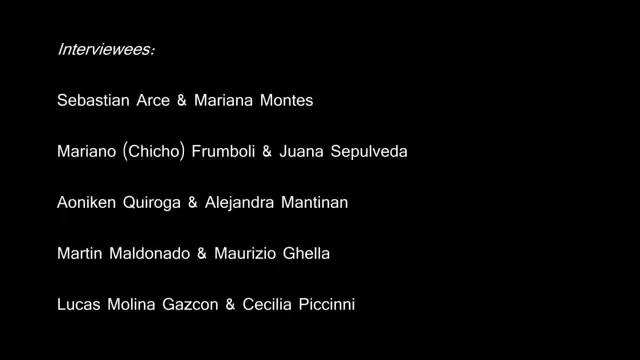 Interviewees:
Sebastian Arce & Mariana Montes
Mariano (Chicho) Frumboli & Juana Sepulveda
Aoniken Quiroga & Alejandra Mantinan
Martin Maldonado & Maurizio Ghella
Lucas Molina Gazcon & Cecilia Piccinni